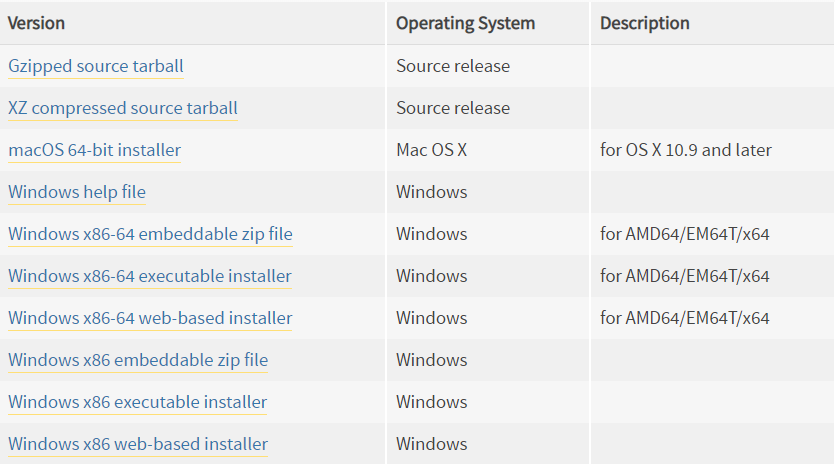 Version Operating System Description
Gzipped source tarball Source release
XZ compressed source tarball Source release
macOS 64-bit installer Mac OS X for OS X 10.9 and later
Windows help file Windows
Windows x86-64 embeddable zip file Windows for AMD64/EM64T/x64
Windows x86-64 executable installer Windows for AMD64/EM64T/x64
Windows x86-64 web-based installer Windows for AMD64/EM64T/x64
Windows x86 embeddable zip file Windows
Windows x86 executable installer Windows
Windows x86 web-based installer Windows